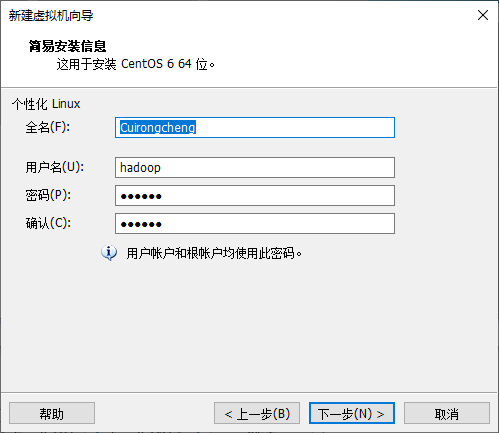 新建虚拟机向导
简易安装信息
这用于安装 CentOS 6 64 位。
个性化 Linux
全名(F):
Cuirongcheng
用户名(U):
hadoop
密码(P):
●●●●●●
确认(C):
●●●●●●
用户帐户和根帐户均使用此密码。
帮助
< 上一步(B)
下一步(N) >
取消